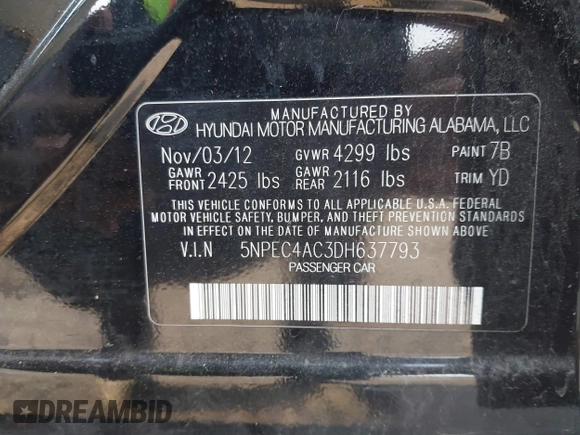 MANUFACTURED BY
HYUNDAI MOTOR MANUFACTURING ALABAMA, LLC
Nov/03/12 GVWR 4299 lbs PAINT 7B
GAWR FRONT 2425 lbs GAWR REAR 2116 lbs TRIM YD
THIS VEHICLE CONFORMS TO ALL APPLICABLE U.S.A. FEDERAL
MOTOR VEHICLE SAFETY, BUMPER, AND THEFT PREVENTION STANDARDS
IN EFFECT ON THE DATE OF MANUFACTURE SHOWN ABOVE
V.I.N 5NPEC4AC3DH637793
PASSENGER CAR
DREAMBID